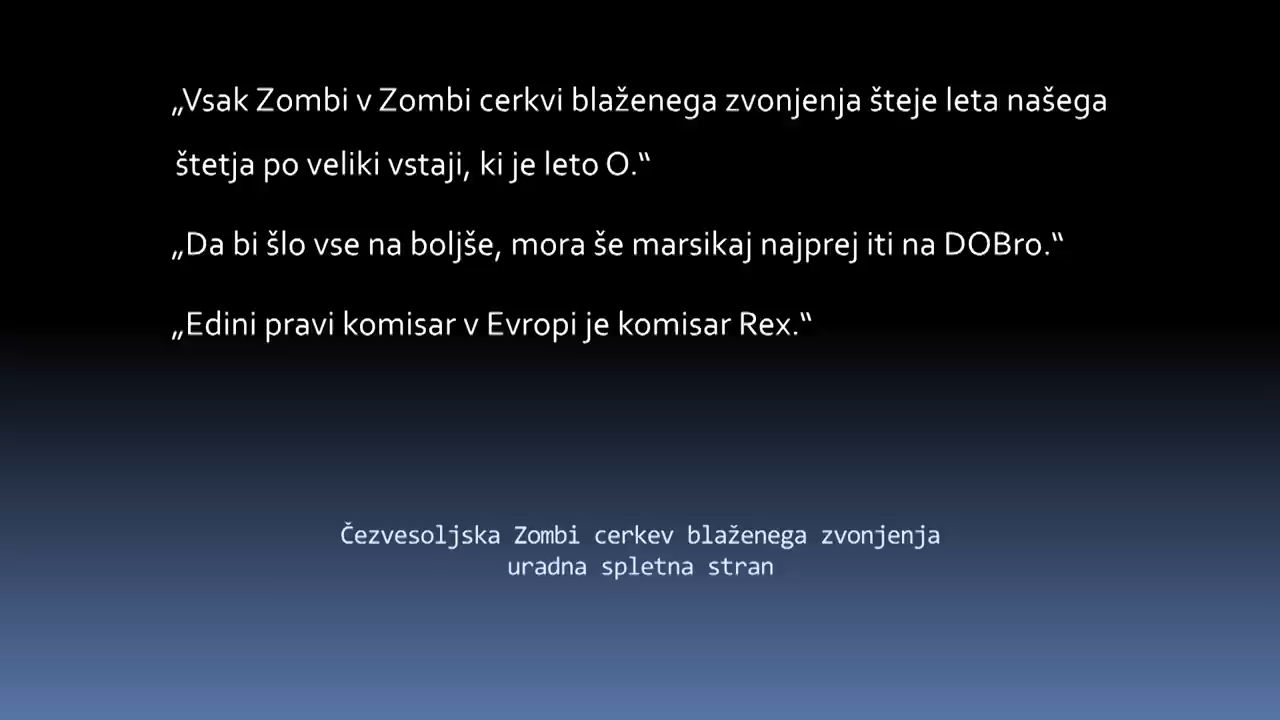 „Vsak Zombi v Zombi cerkvi blaženega zvonjenja šteje leta našega
štetja po veliki vstaji, ki je leto O.“
„Da bi šlo vse na boljše, mora še marsikaj najprej iti na DOBro.“
„Edini pravi komisar v Evropi je komisar Rex.“
Čezvesoljska Zombi cerkev blaženega zvonjenja
uradna spletna stran